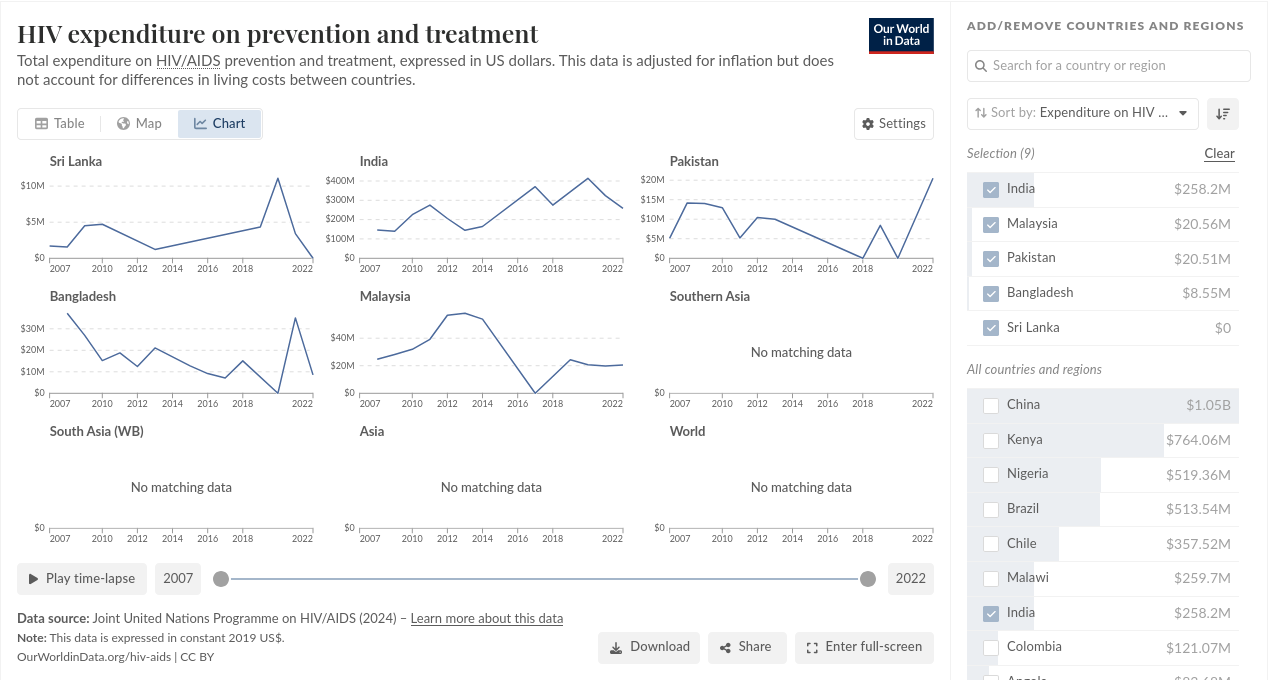 HIV expenditure on prevention and treatment
Total expenditure on HIV/AIDS prevention and treatment, expressed in US dollars. This data is adjusted for inflation but does
not account for differences in living costs between countries.
Our World
in Data
Table
Map
Chart
Settings
Sri Lanka
$10M
$5M
$0
2007 2010 2012 2014 2016 2018 2022
India
$400M
$300M
$200M
$100M
$0
2007 2010 2012 2014 2016 2018 2022
Pakistan
$20M
$15M
$10M
$5M
$0
2007 2010 2012 2014 2016 2018 2022
Bangladesh
$30M
$20M
$10M
$0
2007 2010 2012 2014 2016 2018 2022
Malaysia
$40M
$20M
$0
2007 2010 2012 2014 2016 2018 2022
Southern Asia
No matching data
$0
2007 2010 2012 2014 2016 2018 2022
South Asia (WB)
No matching data
$0
2007 2010 2012 2014 2016 2018 2022
Asia
No matching data
$0
2007 2010 2012 2014 2016 2018 2022
World
No matching data
$0
2007 2010 2012 2014 2016 2018 2022
Play time-lapse
2007
2022
Data source: Joint United Nations Programme on HIV/AIDS (2024) – Learn more about this data
Note: This data is expressed in constant 2019 US$.
OurWorldinData.org/hiv-aids | CC BY
Download
Share
Enter full-screen
ADD/REMOVE COUNTRIES AND REGIONS
Search for a country or region
Sort by: Expenditure on HIV ...
Selection (9)
Clear
India $258.2M
Malaysia $20.56M
Pakistan $20.51M
Bangladesh $8.55M
Sri Lanka $0
All countries and regions
China $1.05B
Kenya $764.06M
Nigeria $519.36M
Brazil $513.54M
Chile $357.52M
Malawi $259.7M
India $258.2M
Colombia $121.07M